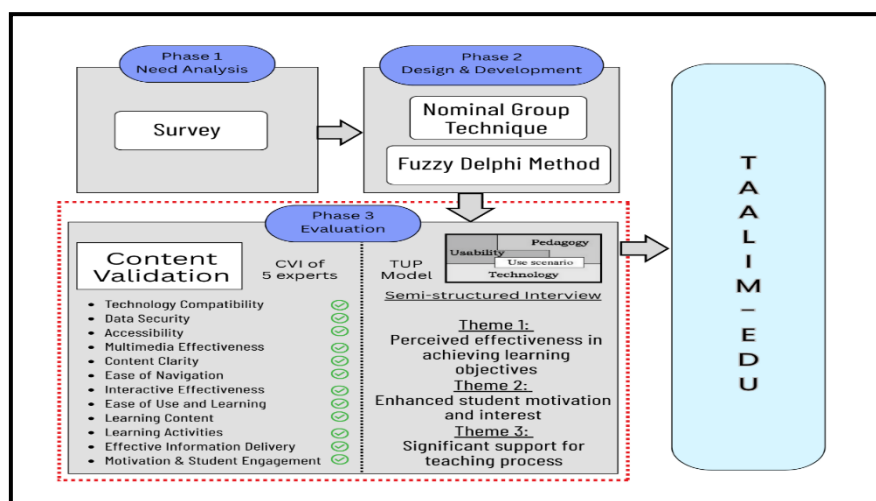 Phase 1
Need Analysis
Survey
Phase 2
Design & Development
Nominal Group
Technique
Fuzzy Delphi Method
Phase 3
Evaluation
Content
Validation
CVI of
5 experts
• Technology Compatibility
• Data Security
• Accessibility
• Multimedia Effectiveness
• Content Clarity
• Ease of Navigation
• Interactive Effectiveness
• Ease of Use and Learning
• Learning Content
• Learning Activities
• Effective Information Delivery
• Motivation & Student Engagement
TUP
Model
Pedagogy
Usability
Use scenario
Technology
Semi-structured Interview
Theme 1:
Perceived effectiveness in
achieving learning
objectives
Theme 2:
Enhanced student motivation
and interest
Theme 3:
Significant support for
teaching process
T
A
A
L
I
M
–
E
D
U